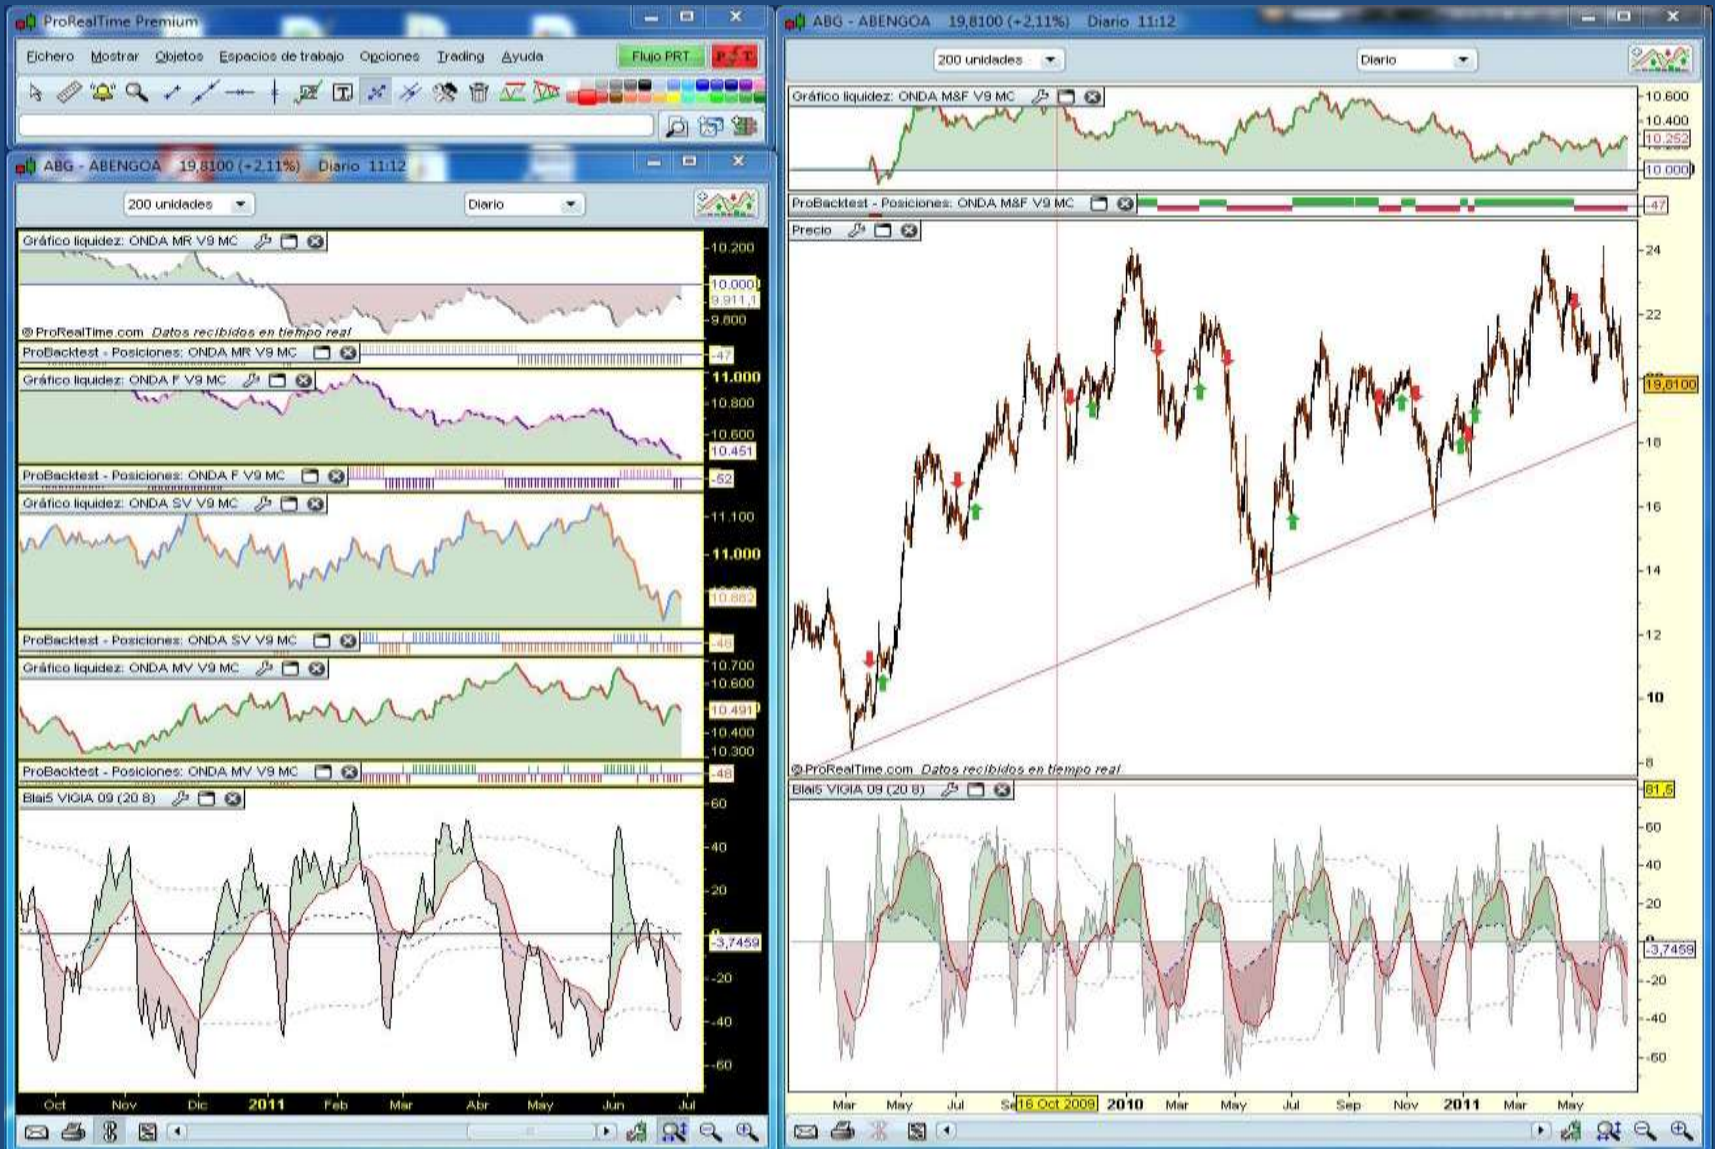 ProRealTime Premium
Fichero Mostrar Objetos Espacios de trabajo Opciones Trading Ayuda Flujo PRT
ABG - ABENGOA 19,8100 (+2,11%) Diario 11:12
200 unidades Diario
Gráfico liquidez: ONDA MR V9 MC
10.200
10.000
9.911,1
9.800
© ProRealTime.com Datos recibidos en tiempo real
ProBacktest - Posiciones: ONDA MR V9 MC
-47
Gráfico liquidez: ONDA F V9 MC
11.000
10.800
10.600
10.451
ProBacktest - Posiciones: ONDA F V9 MC
-52
Gráfico liquidez: ONDA SV V9 MC
11.100
11.000
10.882
ProBacktest - Posiciones: ONDA SV V9 MC
-46
Gráfico liquidez: ONDA MV V9 MC
10.700
10.600
10.491
10.400
10.300
ProBacktest - Posiciones: ONDA MV V9 MC
-48
Blai5 VIGIA 09 (20 8)
60
40
20
0
-3,7459
-20
-40
-60
Oct Nov Dic 2011 Feb Mar Abr May Jun Jul
ABG - ABENGOA 19,8100 (+2,11%) Diario 11:12
200 unidades Diario
Gráfico liquidez: ONDA M&F V9 MC
10.600
10.400
10.252
10.000
ProBacktest - Posiciones: ONDA M&F V9 MC
-47
Precio
24
22
19,8100
18
16
14
12
10
8
© ProRealTime.com Datos recibidos en tiempo real
Blai5 VIGIA 09 (20 8)
81,5
60
40
20
-3,7459
-20
-40
-60
Mar May Jul 16 Oct 2009 2010 Mar May Jul Sep Nov 2011 Mar May